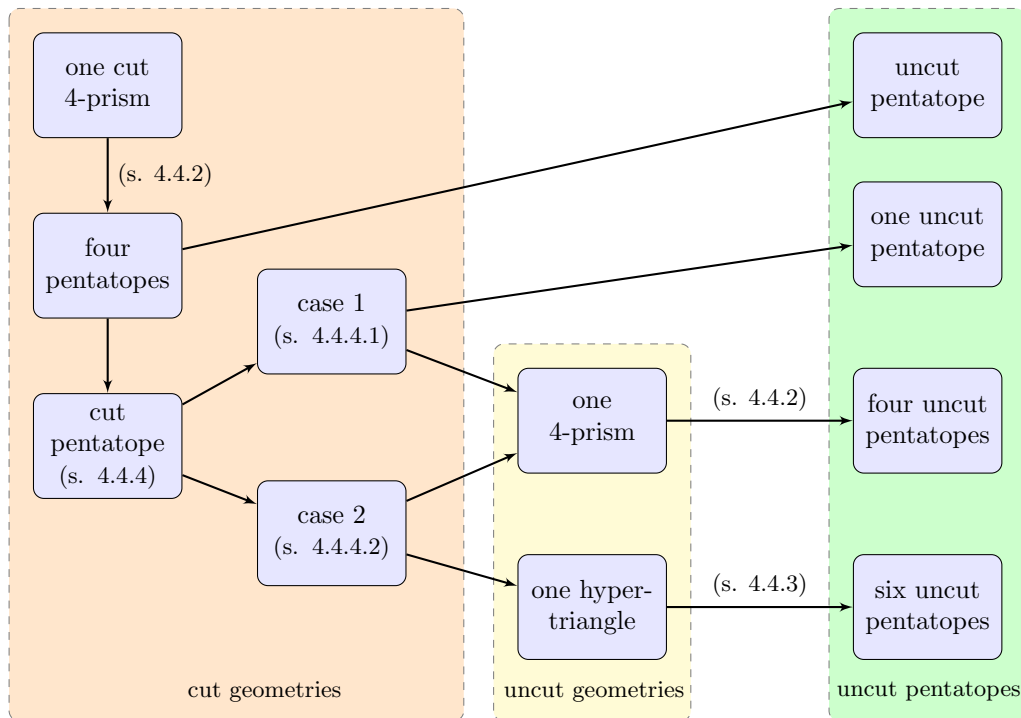 one cut
4-prism
(s. 4.4.2)
four
pentatopes
cut
pentatope
(s. 4.4.4)
case 1
(s. 4.4.4.1)
case 2
(s. 4.4.4.2)
cut geometries
one
4-prism
one hyper-
triangle
uncut geometries
(s. 4.4.2)
(s. 4.4.3)
uncut
pentatope
one uncut
pentatope
four uncut
pentatopes
six uncut
pentatopes
uncut pentatopes